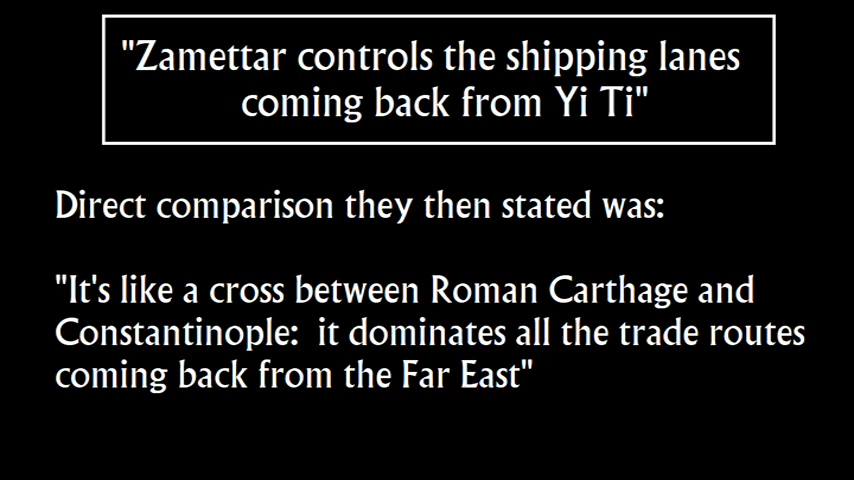 "Zamettar controls the shipping lanes
coming back from Yi Ti"
Direct comparison they then stated was:
"It's like a cross between Roman Carthage and
Constantinople:  it dominates all the trade routes
coming back from the Far East"